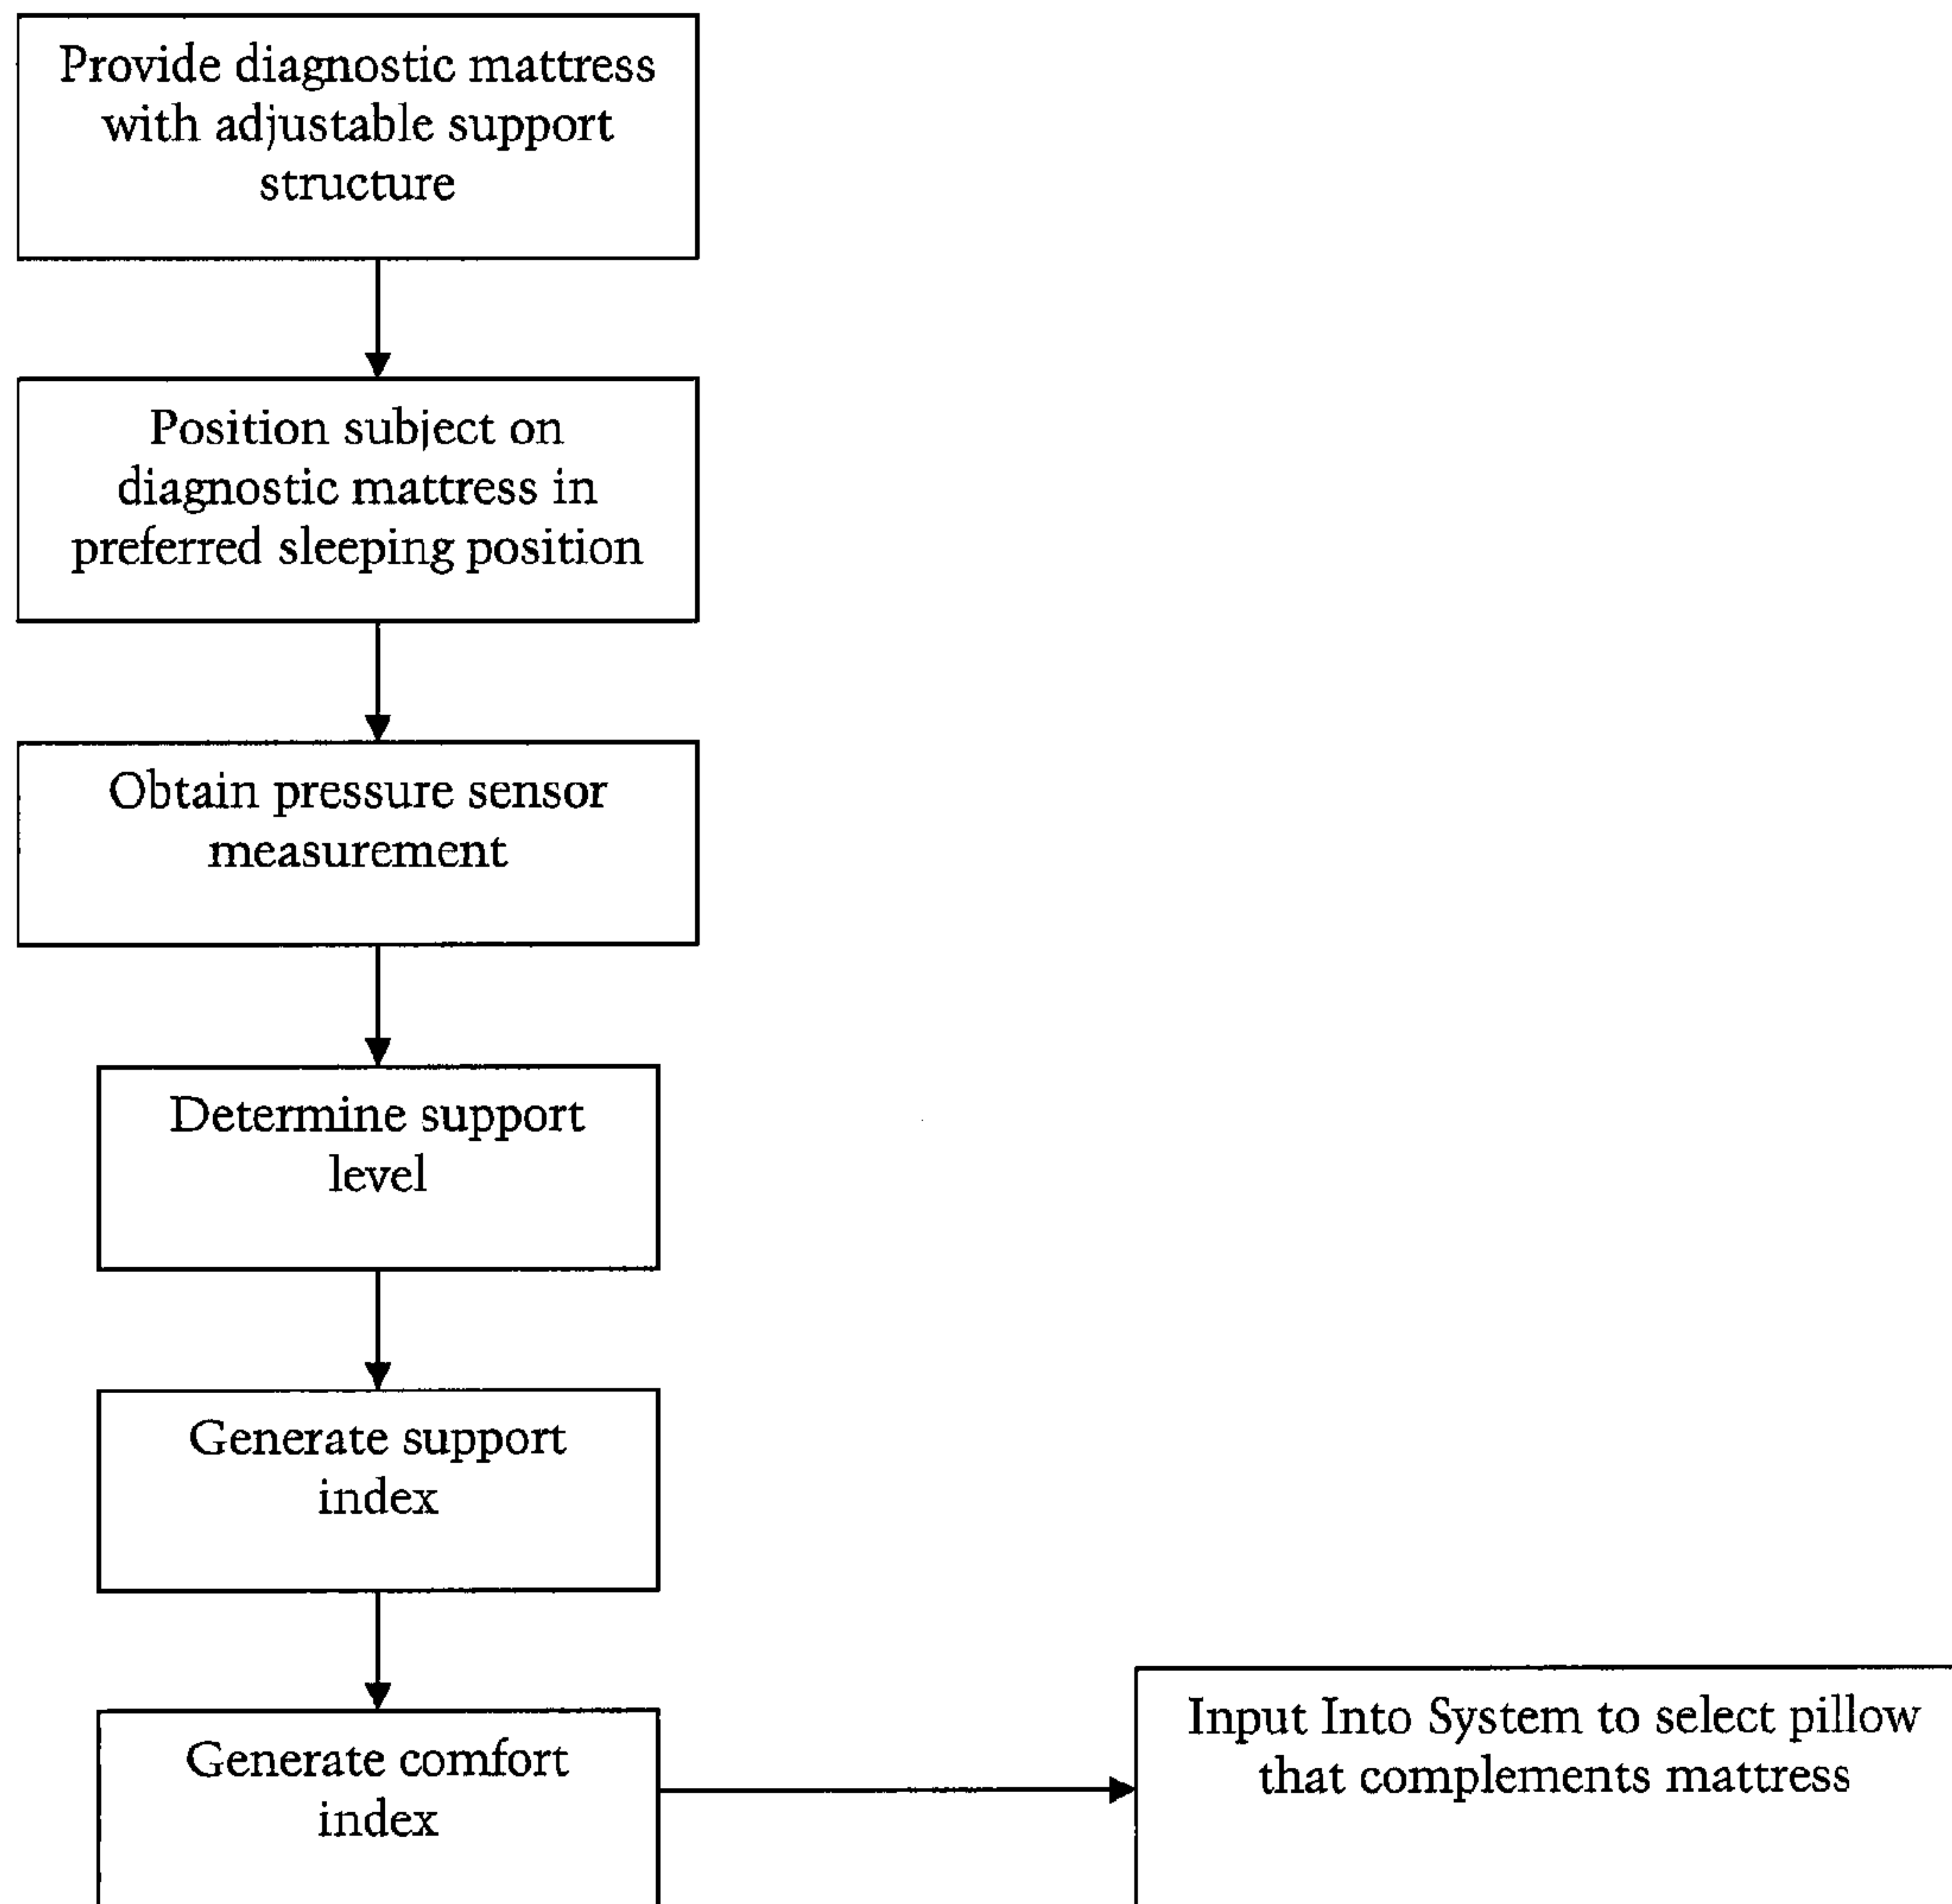 Provide diagnostic mattress
with adjustable support
structure
Position subject on
diagnostic mattress in
preferred sleeping position
Obtain pressure sensor
measurement
Determine support
level
Generate support
index
Generate comfort
index
Input Into System to select pillow
that complements mattress